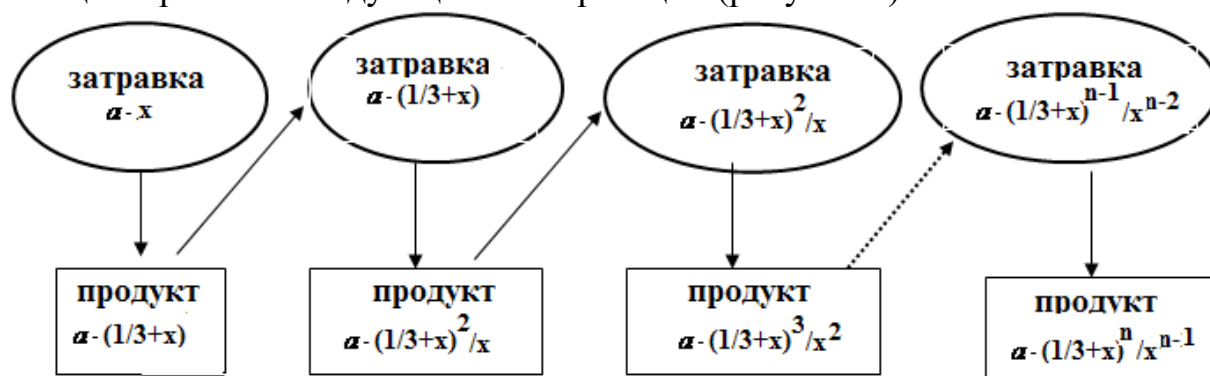 затравка
a - x
затравка
a - (1/3+x)
затравка
a - (1/3+x)²/x
затравка
a - (1/3+x)ⁿ⁻¹/xⁿ⁻²
продукт
a - (1/3+x)
продукт
a - (1/3+x)²/x
продукт
a - (1/3+x)³/x²
продукт
a - (1/3+x)ⁿ/xⁿ⁻¹